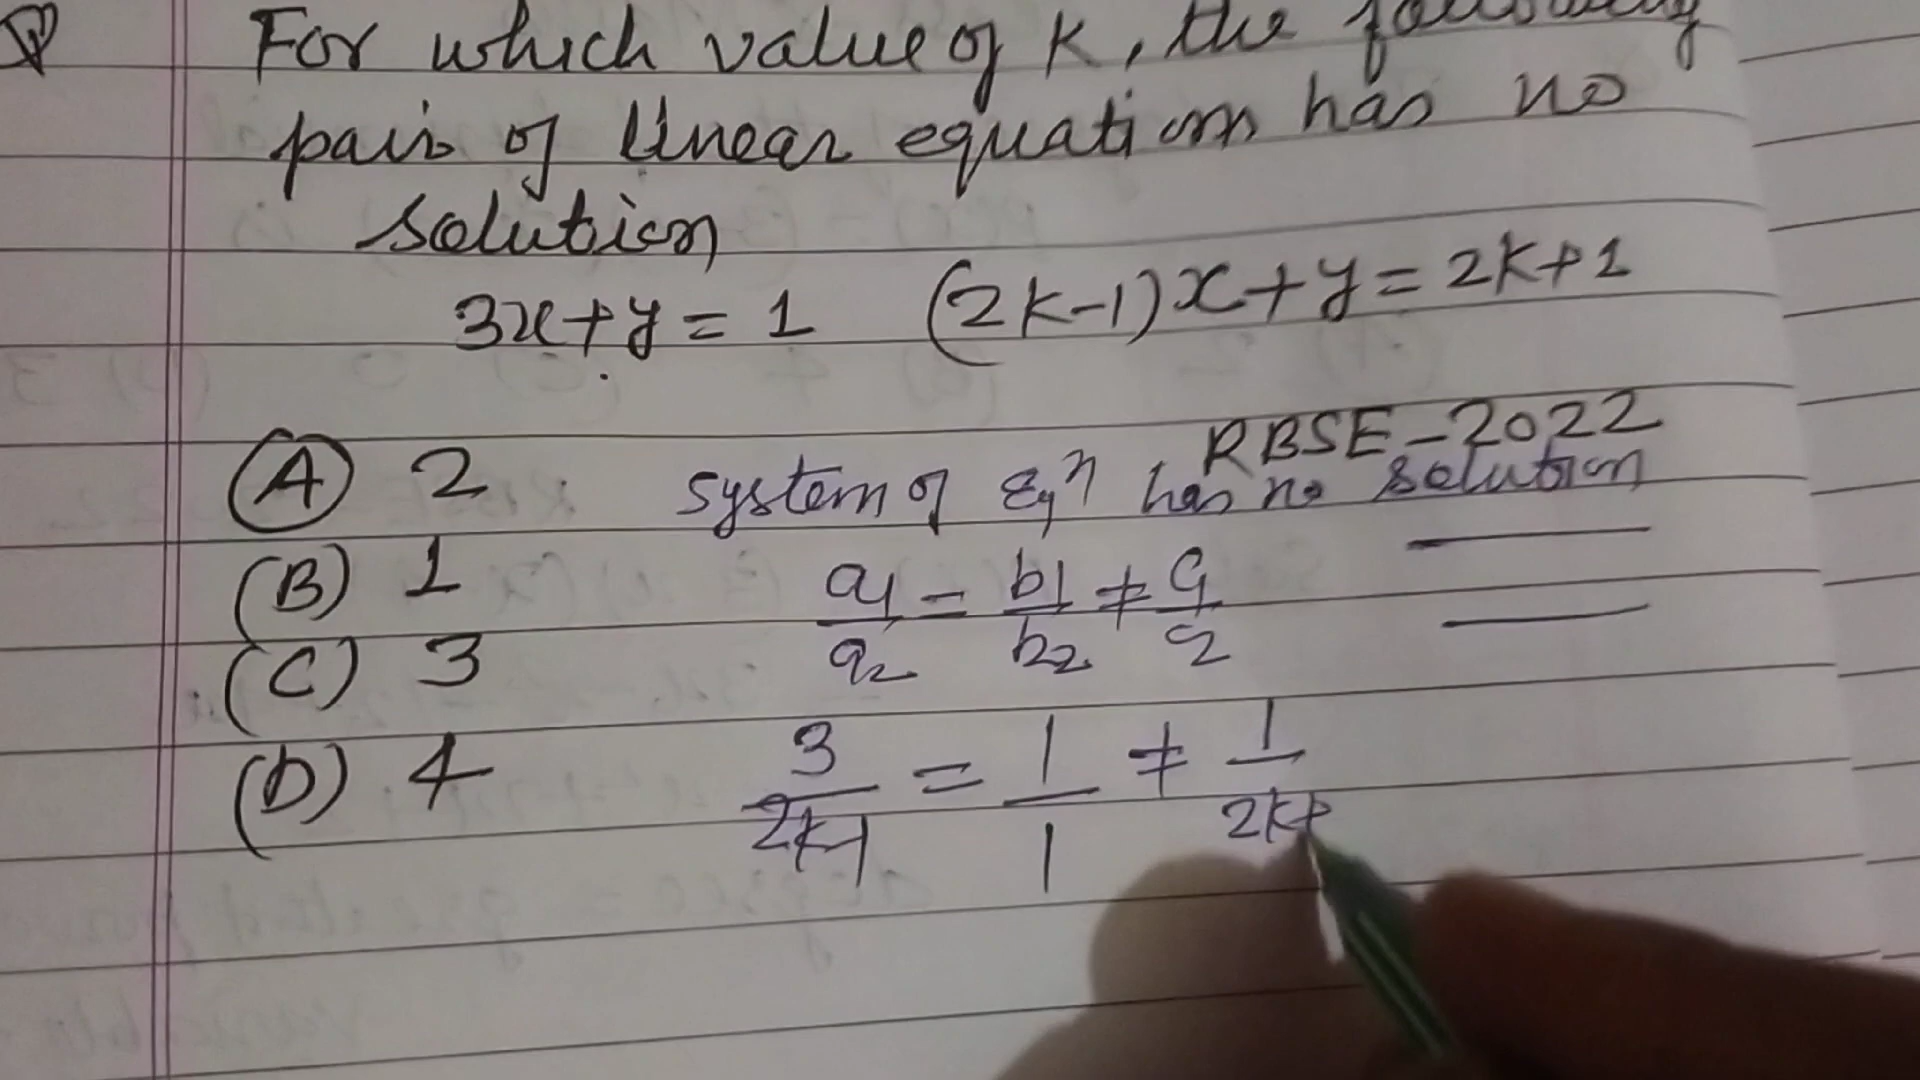 Q For which value of K, the following
pair of linear equation has no
solution
3x+y=1 (2k-1)x+y=2k+1
RBSE-2022
(A) 2 system of Eqn has no solution
(B) 1 a1/a2 = b1/b2 ≠ c1/c2
(C) 3
(D) 4 3/2k-1 = 1/1 ≠ 1/2k+